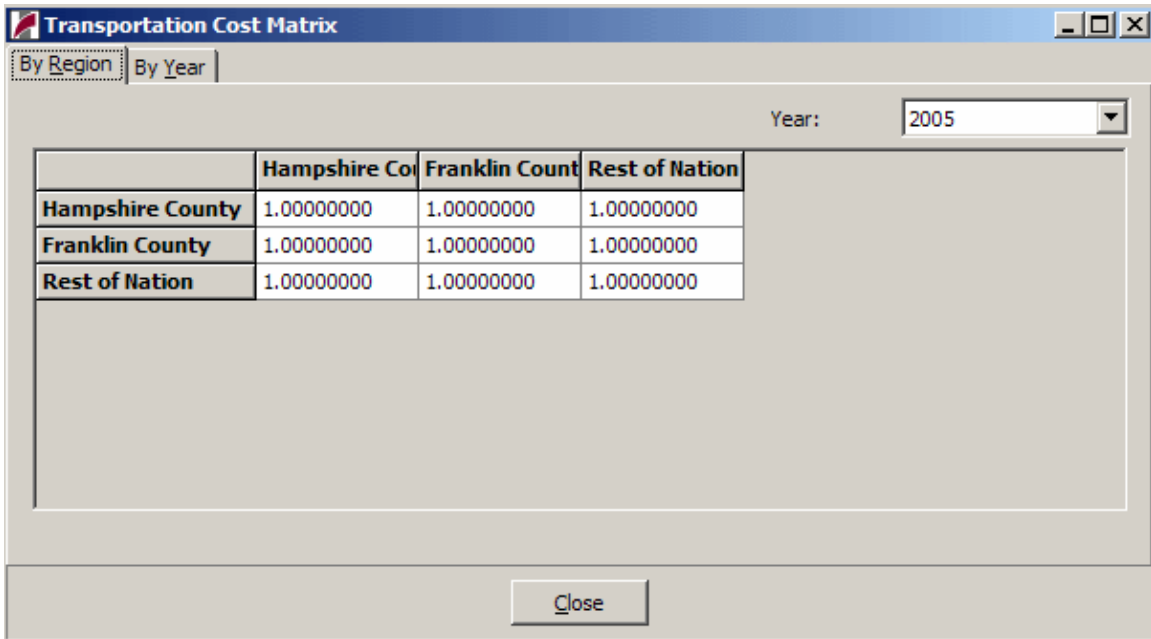 Transportation Cost Matrix
By Region By Year
Year: 2005
Hampshire Cou Franklin Count Rest of Nation
Hampshire County 1.00000000 1.00000000 1.00000000
Franklin County 1.00000000 1.00000000 1.00000000
Rest of Nation 1.00000000 1.00000000 1.00000000
Close